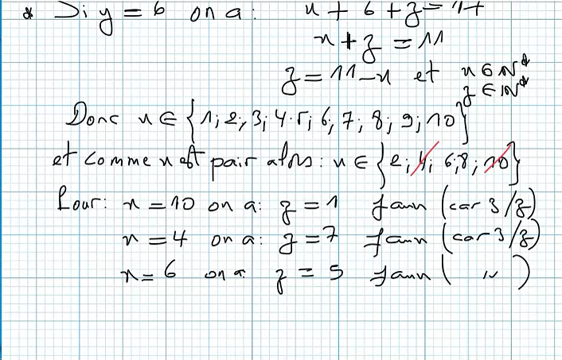 * Si y = 6 on a: x + 6 + z = 17
x + z = 11
z = 11 - x et x ∈ N*
z ∈ N*
Donc x ∈ {1; 2; 3; 4; 5; 6; 7; 8; 9; 10}
et comme x est pair alors: x ∈ {2; 4; 6; 8; 10}
Pour: x = 10 on a: z = 1 faux (car 3 ∤ z)
x = 4 on a: z = 7 faux (car 3 ∤ z)
x = 6 on a z = 5 faux ( " )